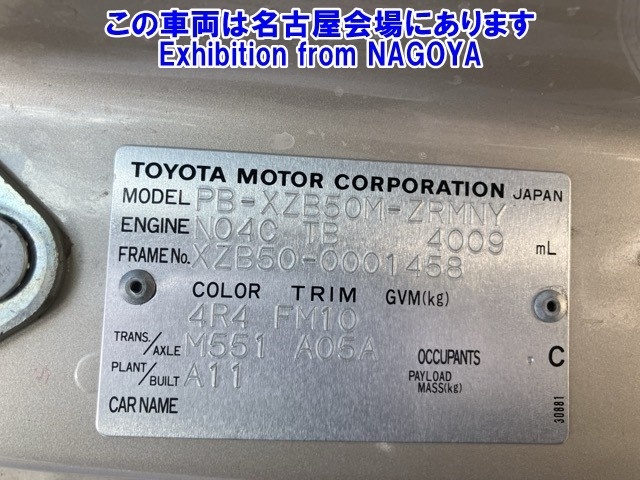 この車両は名古屋会場にあります
Exhibition from NAGOYA
TOYOTA MOTOR CORPORATION JAPAN
MODEL PB-XZB50M-ZRMNY
ENGINE N04C TB 4009 mL
FRAME No. XZB50-0001458
COLOR TRIM GVM(kg)
4R4 FM10
TRANS./AXLE M551 A05A OCCUPANTS C
PLANT/BUILT A11 PAYLOAD MASS(kg)
CAR NAME
30881